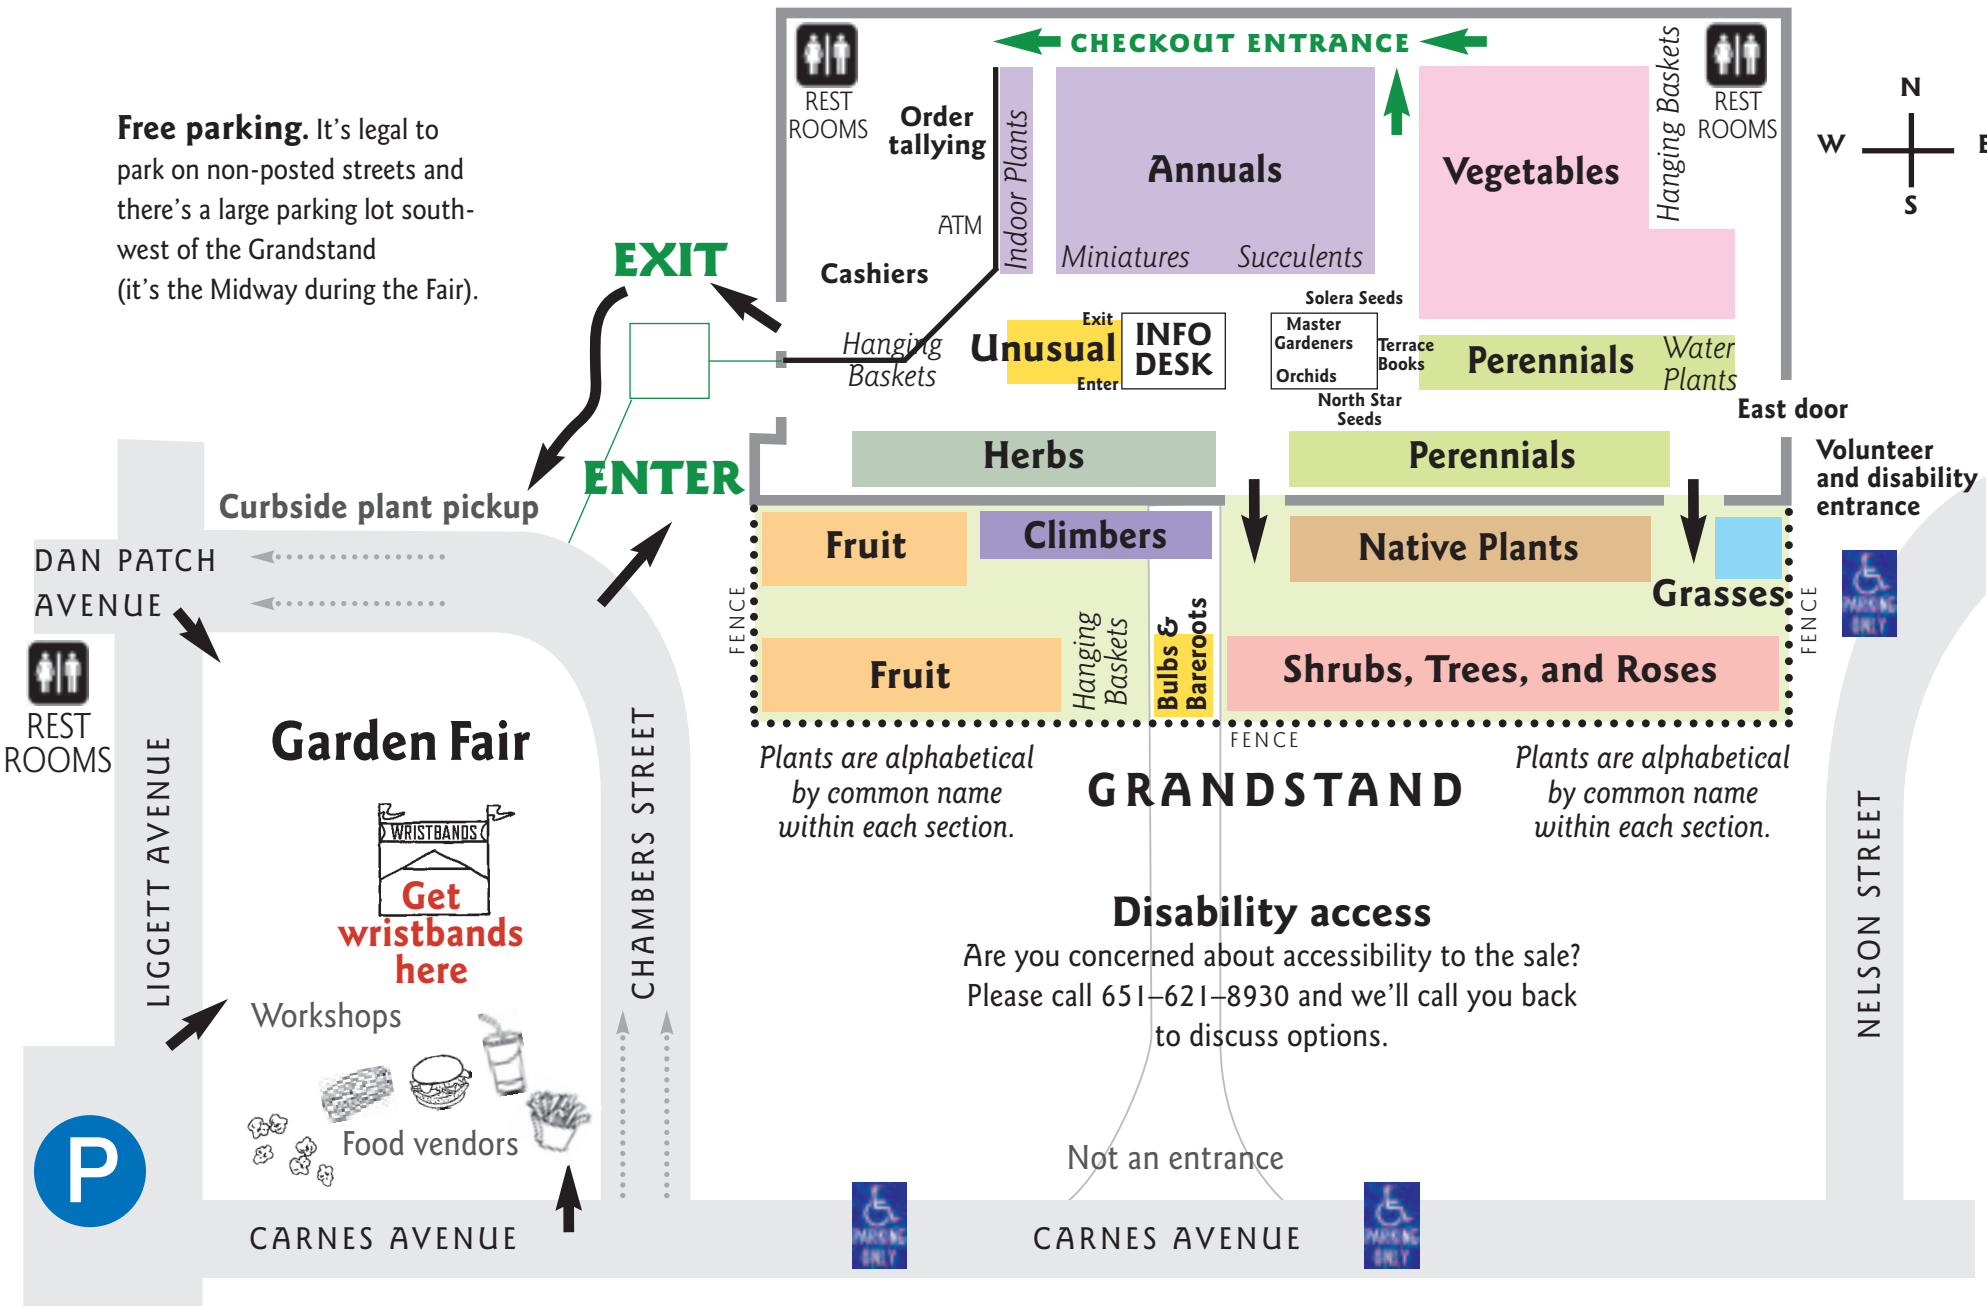 Free parking. It's legal to
park on non-posted streets and
there's a large parking lot south-
west of the Grandstand
(it's the Midway during the Fair).
REST
ROOMS
CHECKOUT ENTRANCE
Order
tallying
ATM
Cashiers
Indoor Plants
Annuals
Miniatures
Succulents
Vegetables
Hanging Baskets
REST
ROOMS
N
W
E
S
EXIT
Hanging
Baskets
Unusual
Exit
Enter
INFO
DESK
Solera Seeds
Master
Gardeners
Orchids
Terrace
Books
North Star
Seeds
Perennials
Water
Plants
East door
Volunteer
and disability
entrance
ENTER
Herbs
Perennials
Curbside plant pickup
DAN PATCH
AVENUE
Fruit
Climbers
Native Plants
Grasses
FENCE
FENCE
PARKING
ONLY
Fruit
Hanging
Baskets
Bulbs &
Bareroots
Shrubs, Trees, and Roses
FENCE
REST
ROOMS
Garden Fair
WRISTBANDS
Get
wristbands
here
Workshops
Food vendors
LIGGETT AVENUE
CHAMBERS STREET
Plants are alphabetical
by common name
within each section.
GRANDSTAND
Plants are alphabetical
by common name
within each section.
Disability access
Are you concerned about accessibility to the sale?
Please call 651–621–8930 and we'll call you back
to discuss options.
NELSON STREET
Not an entrance
P
CARNES AVENUE
PARKING
ONLY
CARNES AVENUE
PARKING
ONLY